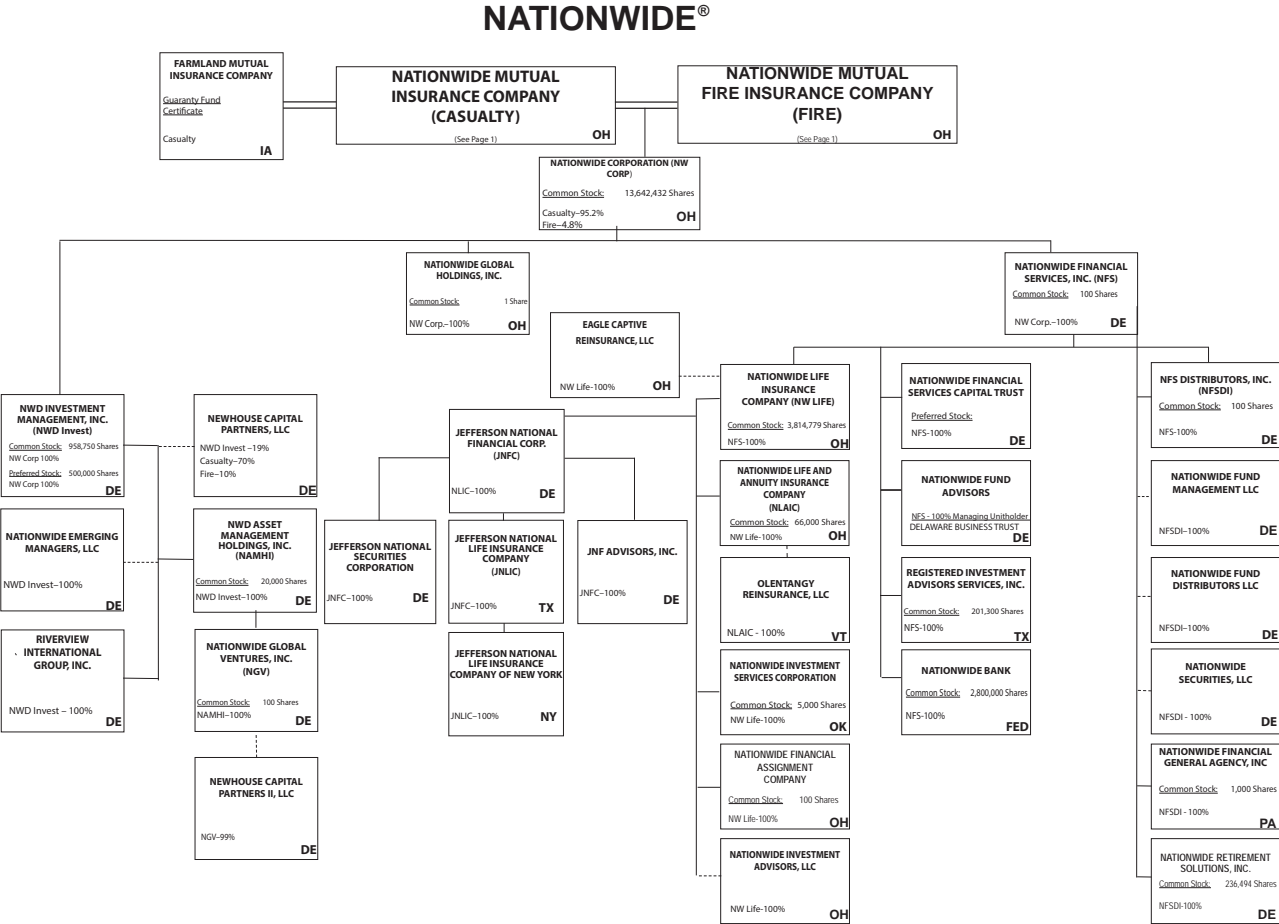 NATIONWIDE®
FARMLAND MUTUAL
INSURANCE COMPANY
Guaranty Fund
Certificate
Casualty
IA
NATIONWIDE MUTUAL
INSURANCE COMPANY
(CASUALTY)
(See Page 1)
OH
NATIONWIDE MUTUAL
FIRE INSURANCE COMPANY
(FIRE)
(See Page 1)
OH
NATIONWIDE CORPORATION (NW
CORP)
Common Stock: 13,642,432 Shares
Casualty–95.2%
Fire–4.8%
OH
NATIONWIDE GLOBAL
HOLDINGS, INC.
Common Stock: 1 Share
NW Corp.–100%
OH
NATIONWIDE FINANCIAL
SERVICES, INC. (NFS)
Common Stock: 100 Shares
NW Corp.–100%
DE
EAGLE CAPTIVE
REINSURANCE, LLC
NW Life-100%
OH
NWD INVESTMENT
MANAGEMENT, INC.
(NWD Invest)
Common Stock: 958,750 Shares
NW Corp 100%
Preferred Stock: 500,000 Shares
NW Corp 100%
DE
NEWHOUSE CAPITAL
PARTNERS, LLC
NWD Invest –19%
Casualty–70%
Fire–10%
DE
JEFFERSON NATIONAL
FINANCIAL CORP.
(JNFC)
NLIC–100%
DE
NATIONWIDE LIFE
INSURANCE
COMPANY (NW LIFE)
Common Stock: 3,814,779 Shares
NFS-100%
OH
NATIONWIDE FINANCIAL
SERVICES CAPITAL TRUST
Preferred Stock:
NFS-100%
DE
NFS DISTRIBUTORS, INC.
(NFSDI)
Common Stock: 100 Shares
NFS-100%
DE
NATIONWIDE LIFE AND
ANNUITY INSURANCE
COMPANY
(NLAIC)
Common Stock: 66,000 Shares
NW Life-100%
OH
NATIONWIDE FUND
ADVISORS
NFS - 100% Managing Unitholder
DELAWARE BUSINESS TRUST
DE
NATIONWIDE FUND
MANAGEMENT LLC
NFSDI–100%
DE
NATIONWIDE EMERGING
MANAGERS, LLC
NWD Invest–100%
DE
NWD ASSET
MANAGEMENT
HOLDINGS, INC.
(NAMHI)
Common Stock: 20,000 Shares
NWD Invest–100%
DE
JEFFERSON NATIONAL
SECURITIES
CORPORATION
JNFC–100%
DE
JEFFERSON NATIONAL
LIFE INSURANCE
COMPANY
(JNLIC)
JNFC–100%
TX
JNF ADVISORS, INC.
JNFC–100%
DE
OLENTANGY
REINSURANCE, LLC
NLAIC - 100%
VT
REGISTERED INVESTMENT
ADVISORS SERVICES, INC.
Common Stock: 201,300 Shares
NFS-100%
TX
NATIONWIDE FUND
DISTRIBUTORS LLC
NFSDI–100%
DE
RIVERVIEW
INTERNATIONAL
GROUP, INC.
NWD Invest – 100%
DE
NATIONWIDE GLOBAL
VENTURES, INC.
(NGV)
Common Stock: 100 Shares
NAMHI–100%
DE
JEFFERSON NATIONAL
LIFE INSURANCE
COMPANY OF NEW YORK
JNLIC–100%
NY
NATIONWIDE INVESTMENT
SERVICES CORPORATION
Common Stock: 5,000 Shares
NW Life-100%
OK
NATIONWIDE BANK
Common Stock: 2,800,000 Shares
NFS-100%
FED
NATIONWIDE
SECURITIES, LLC
NFSDI - 100%
DE
NEWHOUSE CAPITAL
PARTNERS II, LLC
NGV–99%
DE
NATIONWIDE FINANCIAL
ASSIGNMENT
COMPANY
Common Stock: 100 Shares
NW Life-100%
OH
NATIONWIDE FINANCIAL
GENERAL AGENCY, INC
Common Stock: 1,000 Shares
NFSDI - 100%
PA
NATIONWIDE INVESTMENT
ADVISORS, LLC
NW Life-100%
OH
NATIONWIDE RETIREMENT
SOLUTIONS, INC.
Common Stock: 236,494 Shares
NFSDI-100%
DE